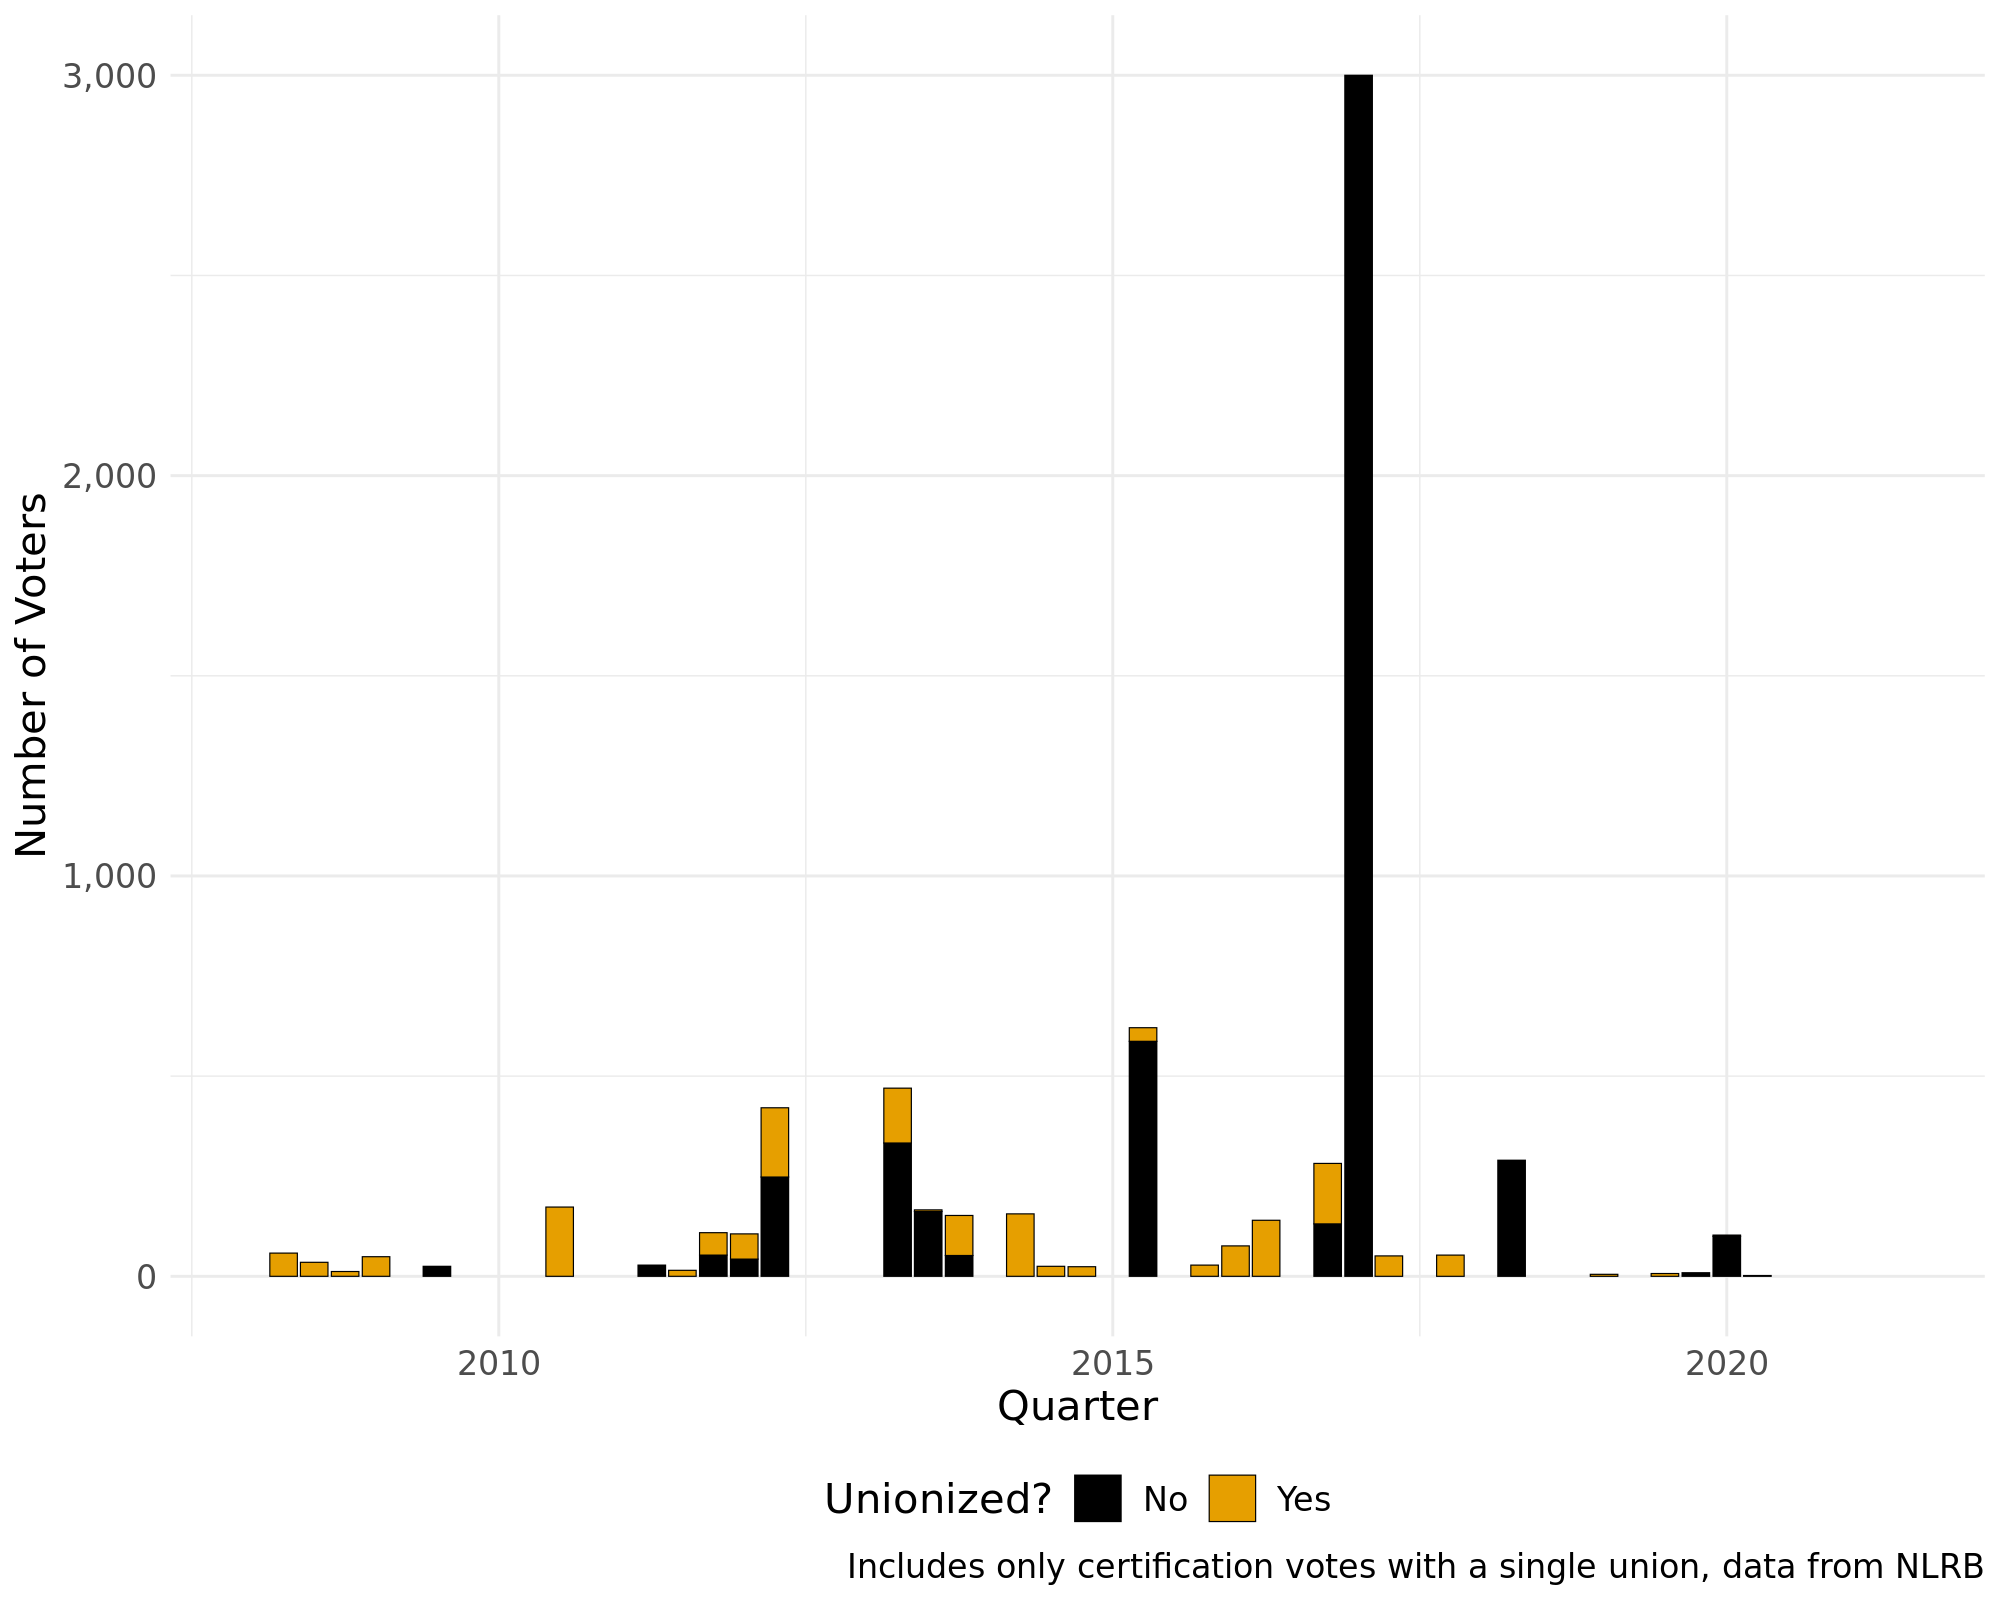 3,000
2,000
1,000
0
Number of Voters
2010 2015 2020
Quarter
Unionized? No Yes
Includes only certification votes with a single union, data from NLRB